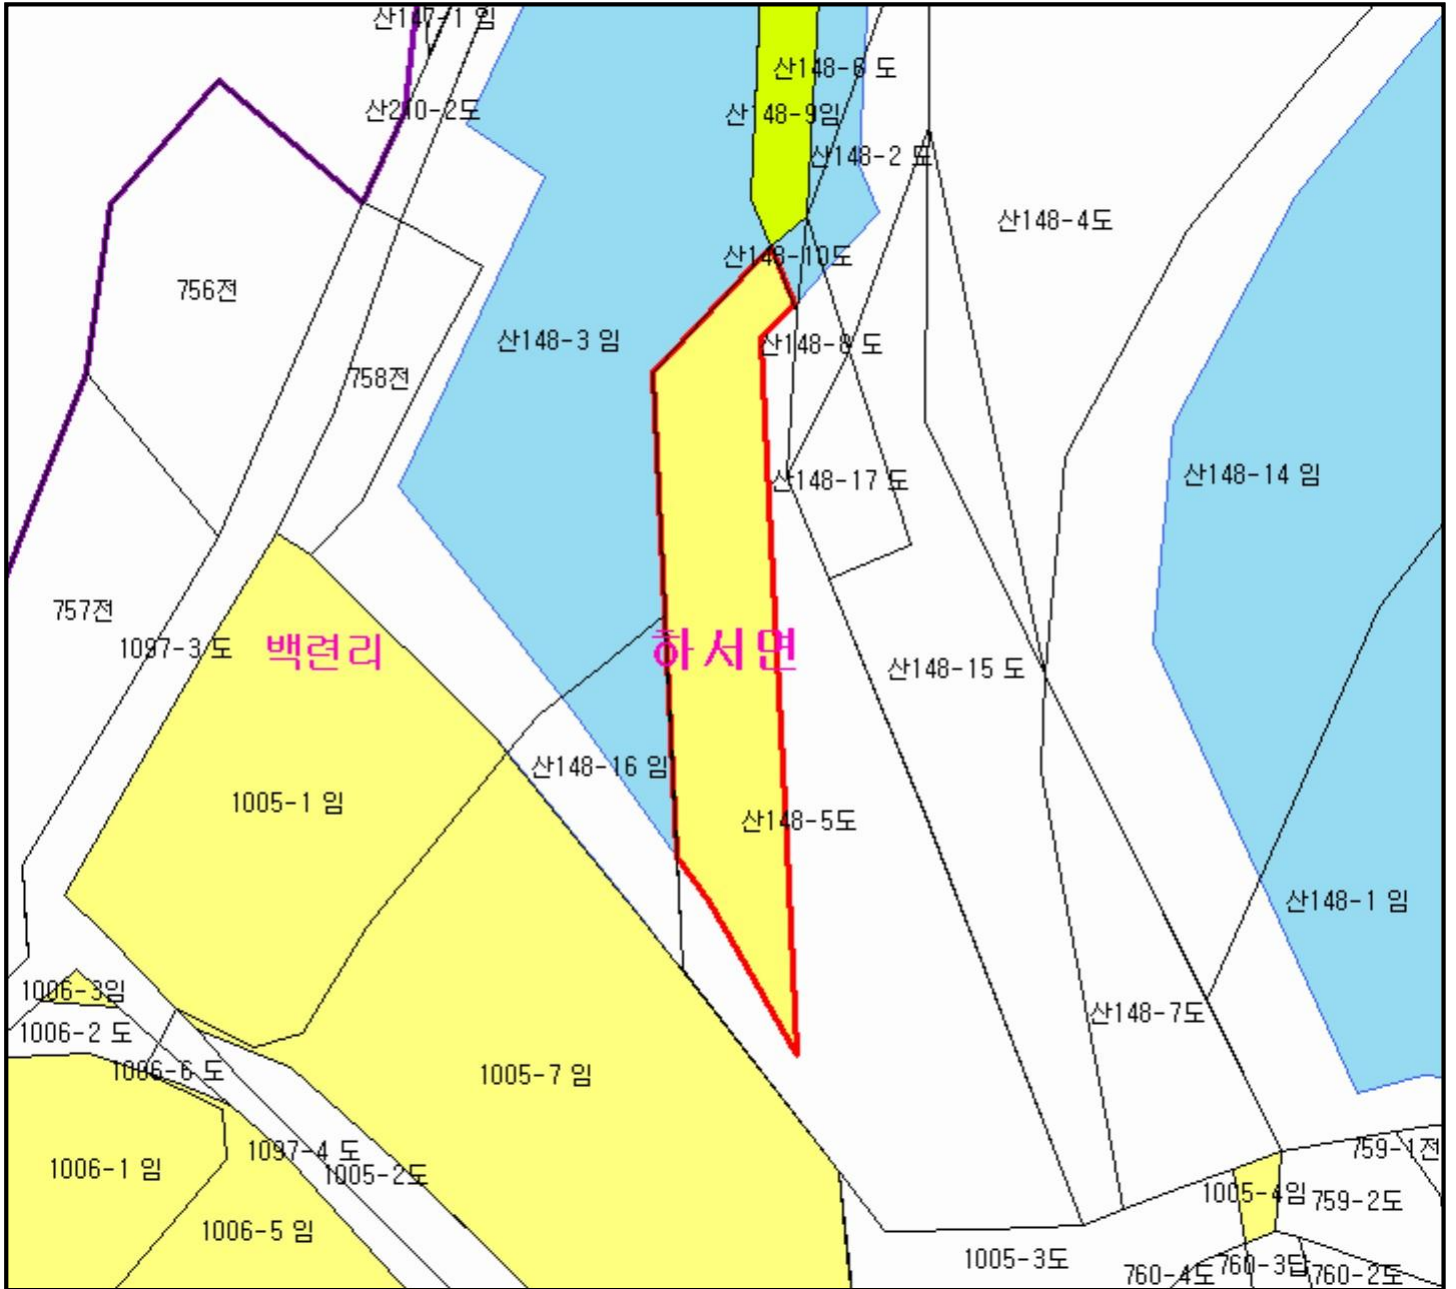 산147-1 임
산148-6 도
산210-2도
산148-9임
산148-2 도
산148-4도
산148-10도
756전
산148-3 임
산148-8 도
758전
산148-14 임
산148-17 도
757전
1097-3 도
백련리
하서면
산148-15 도
산148-16 임
1005-1 임
산148-5도
산148-1 임
1006-3임
산148-7도
1006-2 도
1006-6 도
1005-7 임
1097-4 도
759-1전
1006-1 임
1005-2도
1005-4임
759-2도
1006-5 임
1005-3도
760-3답
760-4도
760-2도